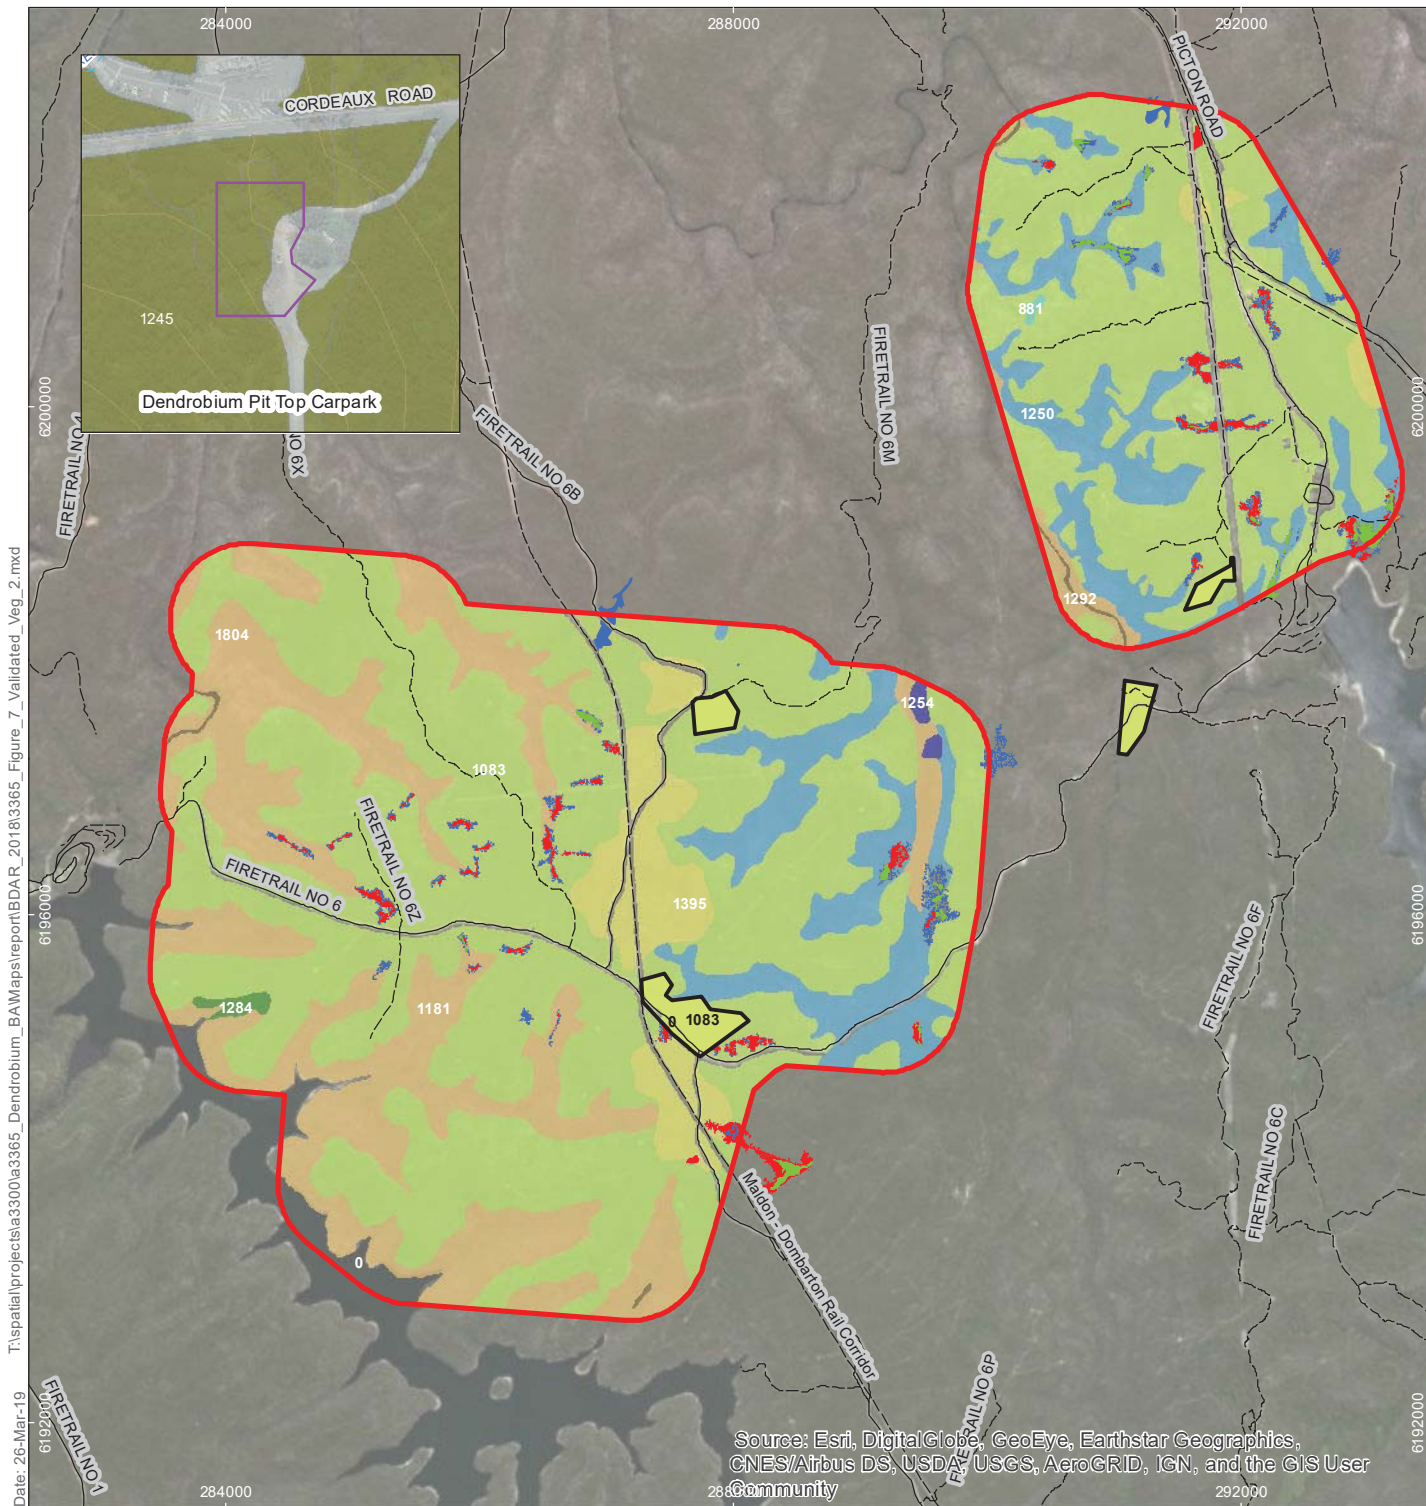 284000
288000
292000
PICTON ROAD
CORDEAUX ROAD
1245
Dendrobium Pit Top Carpark
881
1250
6200000
6200000
FIRETRAIL NO 6M
FIRETRAIL NO 6B
NO 6X
1292
1804
1254
1083
FIRETRAIL NO 6Z
FIRETRAIL NO 6
1395
6196000
6196000
FIRETRAIL NO 6F
1284
1181
0
1083
FIRETRAIL NO 6C
0
Maldon - Dombarton Rail Corridor
FIRETRAIL NO 6P
FIRETRAIL NO 1
6192000
6192000
Source: Esri, DigitalGlobe, GeoEye, Earthstar Geographics,
CNES/Airbus DS, USDA, USGS, AeroGRID, IGN, and the GIS User
Community
284000
292000
Date: 26-Mar-19
T:\spatial\projects\a3300\a3365_Dendrobium_BA\Maps\report\BDAR_2018\3365_Figure_7_Validated_Veg_2.mxd